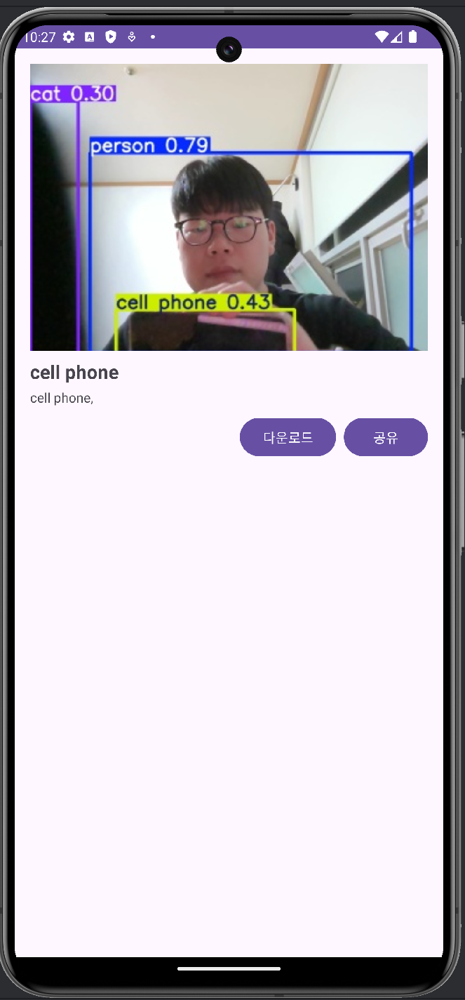 10:27
cat 0.30
person 0.79
cell phone 0.43
cell phone
cell phone,
다운로드 공유